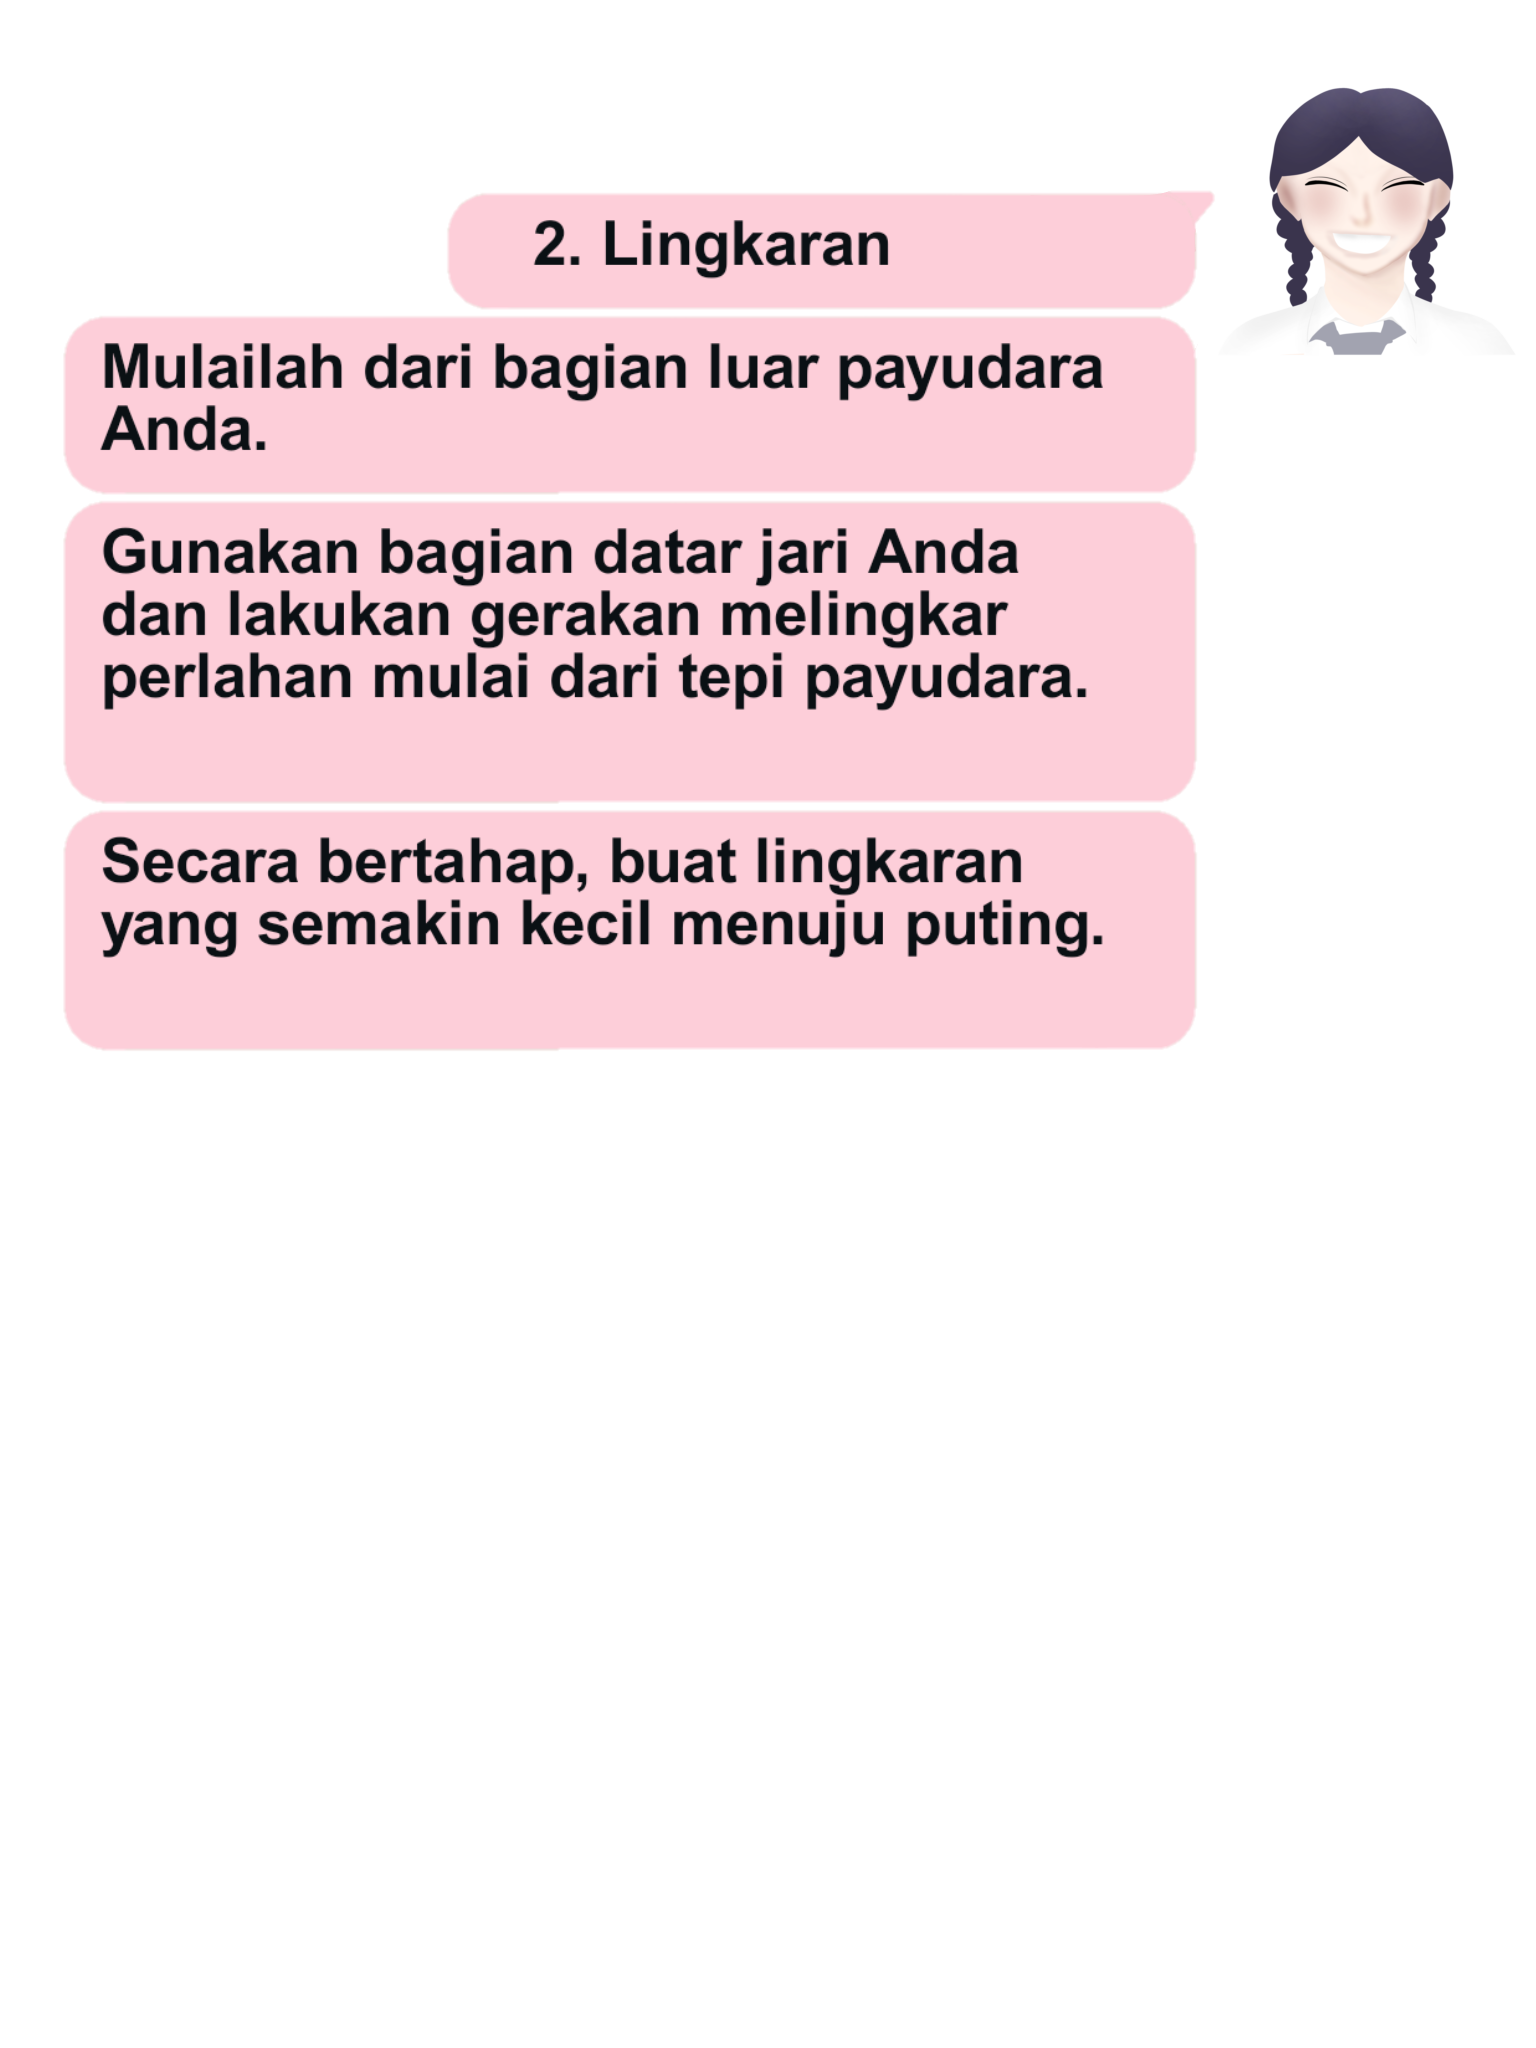 2. Lingkaran
Mulailah dari bagian luar payudara
Anda.
Gunakan bagian datar jari Anda
dan lakukan gerakan melingkar
perlahan mulai dari tepi payudara.
Secara bertahap, buat lingkaran
yang semakin kecil menuju puting.